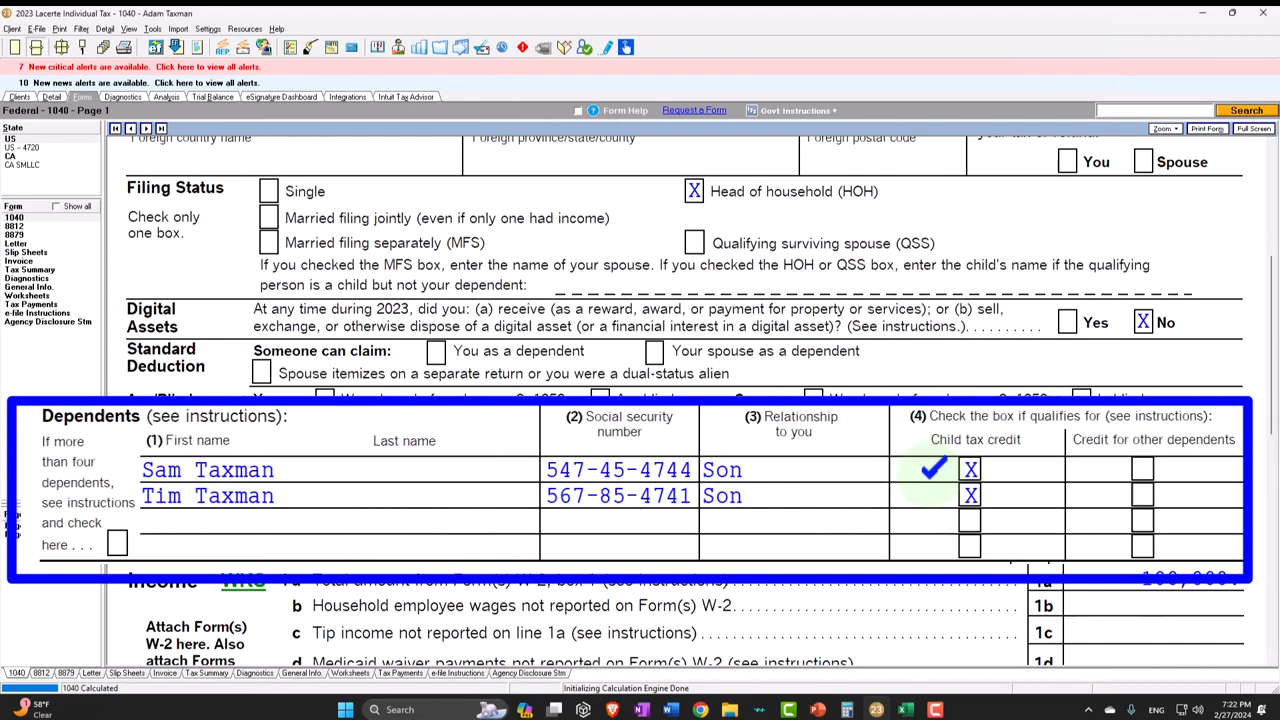 2023 Lacerte Individual Tax - 1040 - Adam Taxman
Client E-File Print Filter Detail View Tools Import Settings Resources Help
7 New critical alerts are available. Click here to view all alerts.
10 New news alerts are available. Click here to view all alerts.
Clients Detail Forms Diagnostics Analysis Trial Balance eSignature Dashboard Integrations Intuit Tax Advisor
Federal - 1040 - Page 1
Form Help Request a Form Govt Instructions Search
State
US
US - 4720
CA
CA SMLLC
Form Show all
1040
8812
8879
Letter
Slip Sheets
Invoice
Tax Summary
Diagnostics
General Info.
Worksheets
Tax Payments
e-file Instructions
Agency Disclosure Stm
Zoom Print Form Full Screen
Foreign country name Foreign province/state/county Foreign postal code
You Spouse
Filing Status Single X Head of household (HOH)
Check only one box.
Married filing jointly (even if only one had income)
Married filing separately (MFS) Qualifying surviving spouse (QSS)
If you checked the MFS box, enter the name of your spouse. If you checked the HOH or QSS box, enter the child's name if the qualifying
person is a child but not your dependent:
Digital Assets
At any time during 2023, did you: (a) receive (as a reward, award, or payment for property or services); or (b) sell,
exchange, or otherwise dispose of a digital asset (or a financial interest in a digital asset)? (See instructions.) Yes X No
Standard Deduction
Someone can claim: You as a dependent Your spouse as a dependent
Spouse itemizes on a separate return or you were a dual-status alien
Dependents (see instructions): (2) Social security number (3) Relationship to you (4) Check the box if qualifies for (see instructions):
(1) First name Last name Child tax credit Credit for other dependents
If more than four dependents, see instructions and check here . . .
Sam Taxman 547-45-4744 Son X
Tim Taxman 567-85-4741 Son X
Income WKS 1a Total amount from Form(s) W-2, box 1 (see instructions) 1a
b Household employee wages not reported on Form(s) W-2 1b
Attach Form(s) W-2 here. Also attach Forms
c Tip income not reported on line 1a (see instructions) 1c
d Medicaid waiver payments not reported on Form(s) W-2 (see instructions) 1d
1040 8812 8879 Letter Slip Sheets Invoice Tax Summary Diagnostics General Info. Worksheets Tax Payments e-file Instructions Agency Disclosure Stm
1040 Calculated Initializing Calculation Engine Done
58°F
Clear
Search
ENG
7:22 PM
2/27/2024